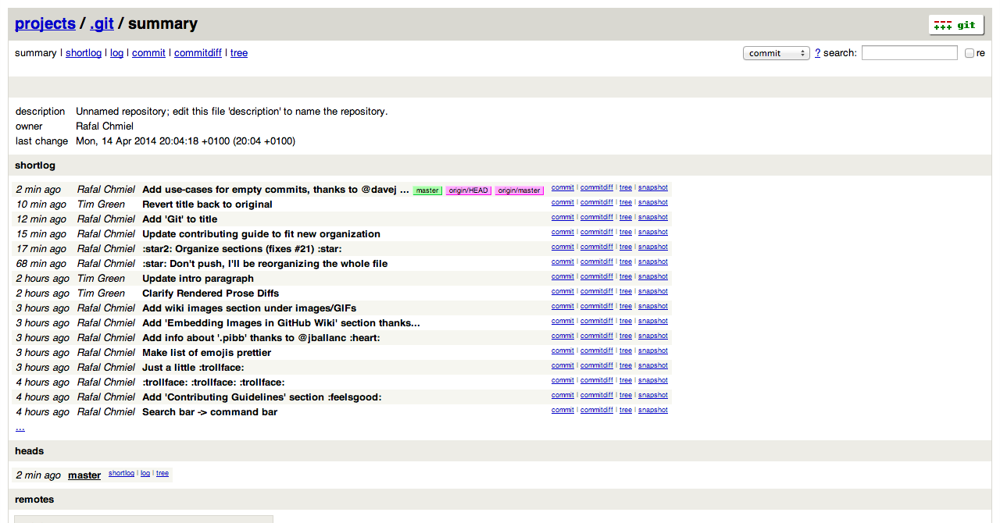 projects / .git / summary
git
summary | shortlog | log | commit | commitdiff | tree
commit ? search: re
description Unnamed repository; edit this file 'description' to name the repository.
owner Rafal Chmiel
last change Mon, 14 Apr 2014 20:04:18 +0100 (20:04 +0100)
shortlog
2 min ago Rafal Chmiel Add use-cases for empty commits, thanks to @davej ... master origin/HEAD origin/master commit | commitdiff | tree | snapshot
10 min ago Tim Green Revert title back to original commit | commitdiff | tree | snapshot
12 min ago Rafal Chmiel Add 'Git' to title commit | commitdiff | tree | snapshot
15 min ago Rafal Chmiel Update contributing guide to fit new organization commit | commitdiff | tree | snapshot
17 min ago Rafal Chmiel :star2: Organize sections (fixes #21) :star: commit | commitdiff | tree | snapshot
68 min ago Rafal Chmiel :star: Don't push, I'll be reorganizing the whole file commit | commitdiff | tree | snapshot
2 hours ago Tim Green Update intro paragraph commit | commitdiff | tree | snapshot
2 hours ago Tim Green Clarify Rendered Prose Diffs commit | commitdiff | tree | snapshot
3 hours ago Rafal Chmiel Add wiki images section under images/GIFs commit | commitdiff | tree | snapshot
3 hours ago Rafal Chmiel Add 'Embedding Images in GitHub Wiki' section thanks... commit | commitdiff | tree | snapshot
3 hours ago Rafal Chmiel Add info about '.pibb' thanks to @jballanc :heart: commit | commitdiff | tree | snapshot
3 hours ago Rafal Chmiel Make list of emojis prettier commit | commitdiff | tree | snapshot
3 hours ago Rafal Chmiel Just a little :trollface: commit | commitdiff | tree | snapshot
4 hours ago Rafal Chmiel :trollface: :trollface: :trollface: commit | commitdiff | tree | snapshot
4 hours ago Rafal Chmiel Add 'Contributing Guidelines' section :feelsgood: commit | commitdiff | tree | snapshot
4 hours ago Rafal Chmiel Search bar -> command bar commit | commitdiff | tree | snapshot
...
heads
2 min ago master shortlog | log | tree
remotes